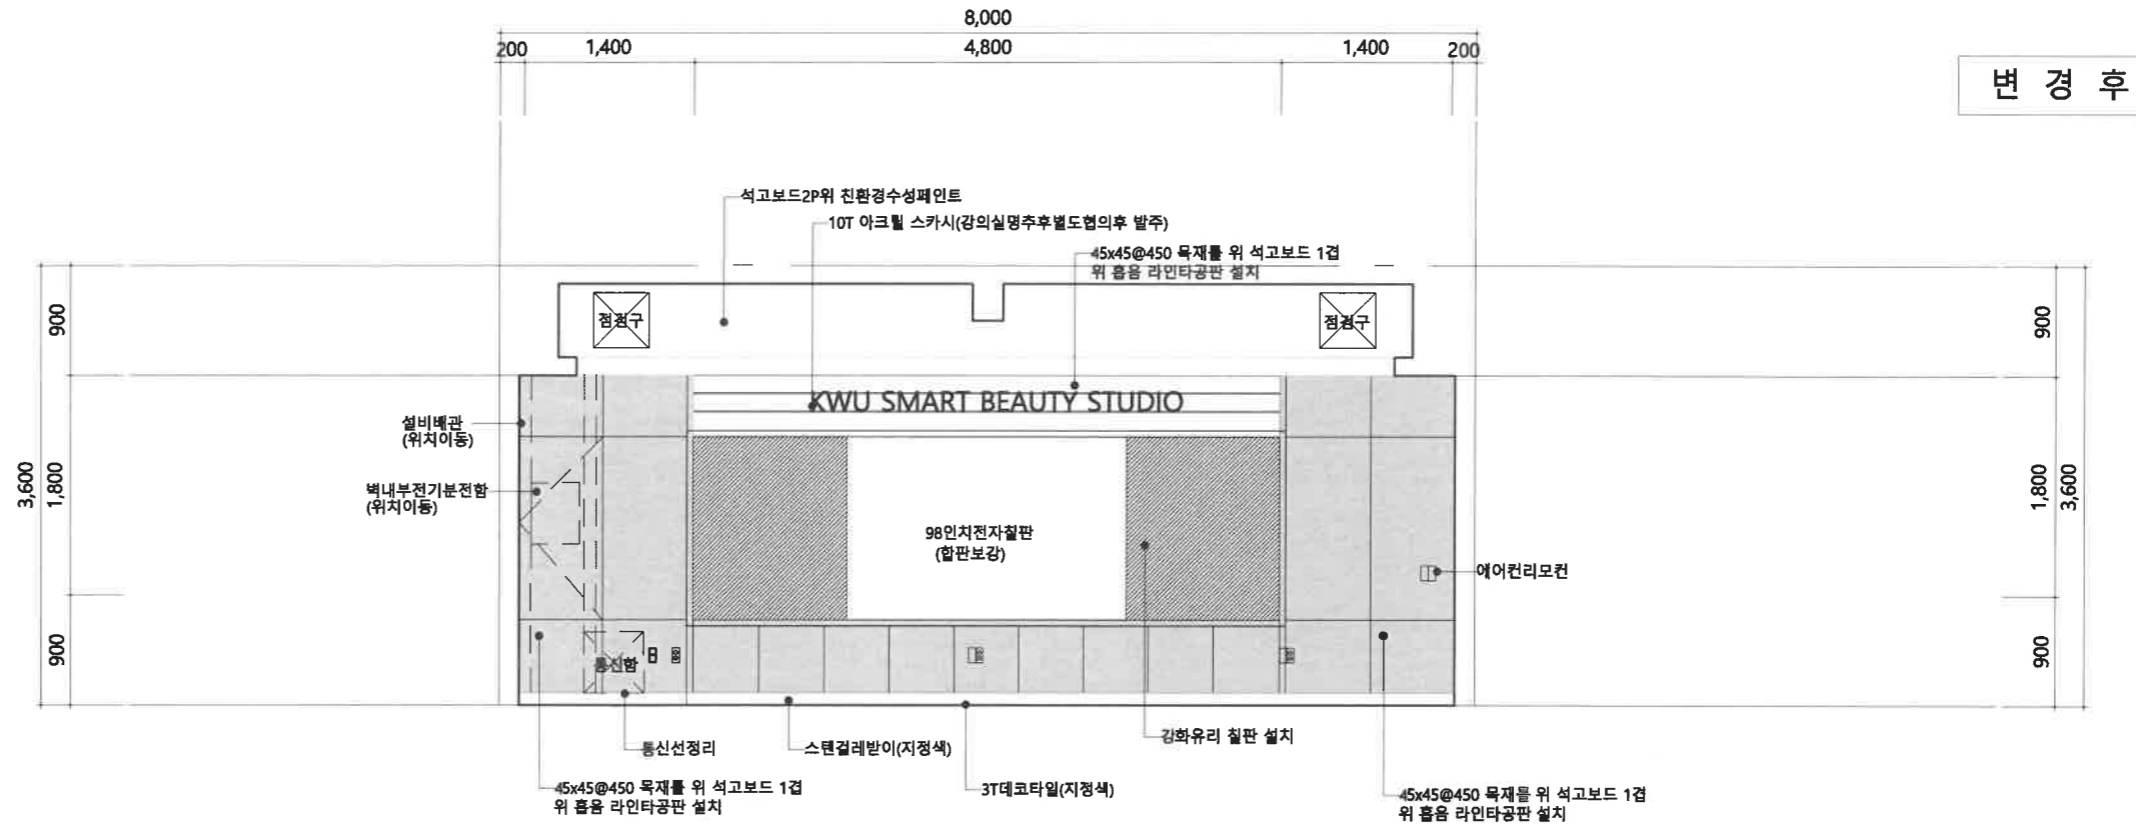 8,000
200 1,400 4,800 1,400 200
변 경 후
석고보드2P위 친환경수성페인트
10T 아크릴 스카시(강의실명추후별도협의후 발주)
45x45@450 목재틀 위 석고보드 1겹
위 흡음 라인타공판 설치
점검구
점검구
900
900
KWU SMART BEAUTY STUDIO
설비배관
(위치이동)
3,600
1,800
벽내부전기분전함
(위치이동)
98인치전자칠판
(합판보강)
1,800
3,600
에어컨리모컨
900
통신함
900
통신선정리
스텐걸레받이(지정색)
강화유리 칠판 설치
45x45@450 목재틀 위 석고보드 1겹
위 흡음 라인타공판 설치
3T데코타일(지정색)
45x45@450 목재틀 위 석고보드 1겹
위 흡음 라인타공판 설치